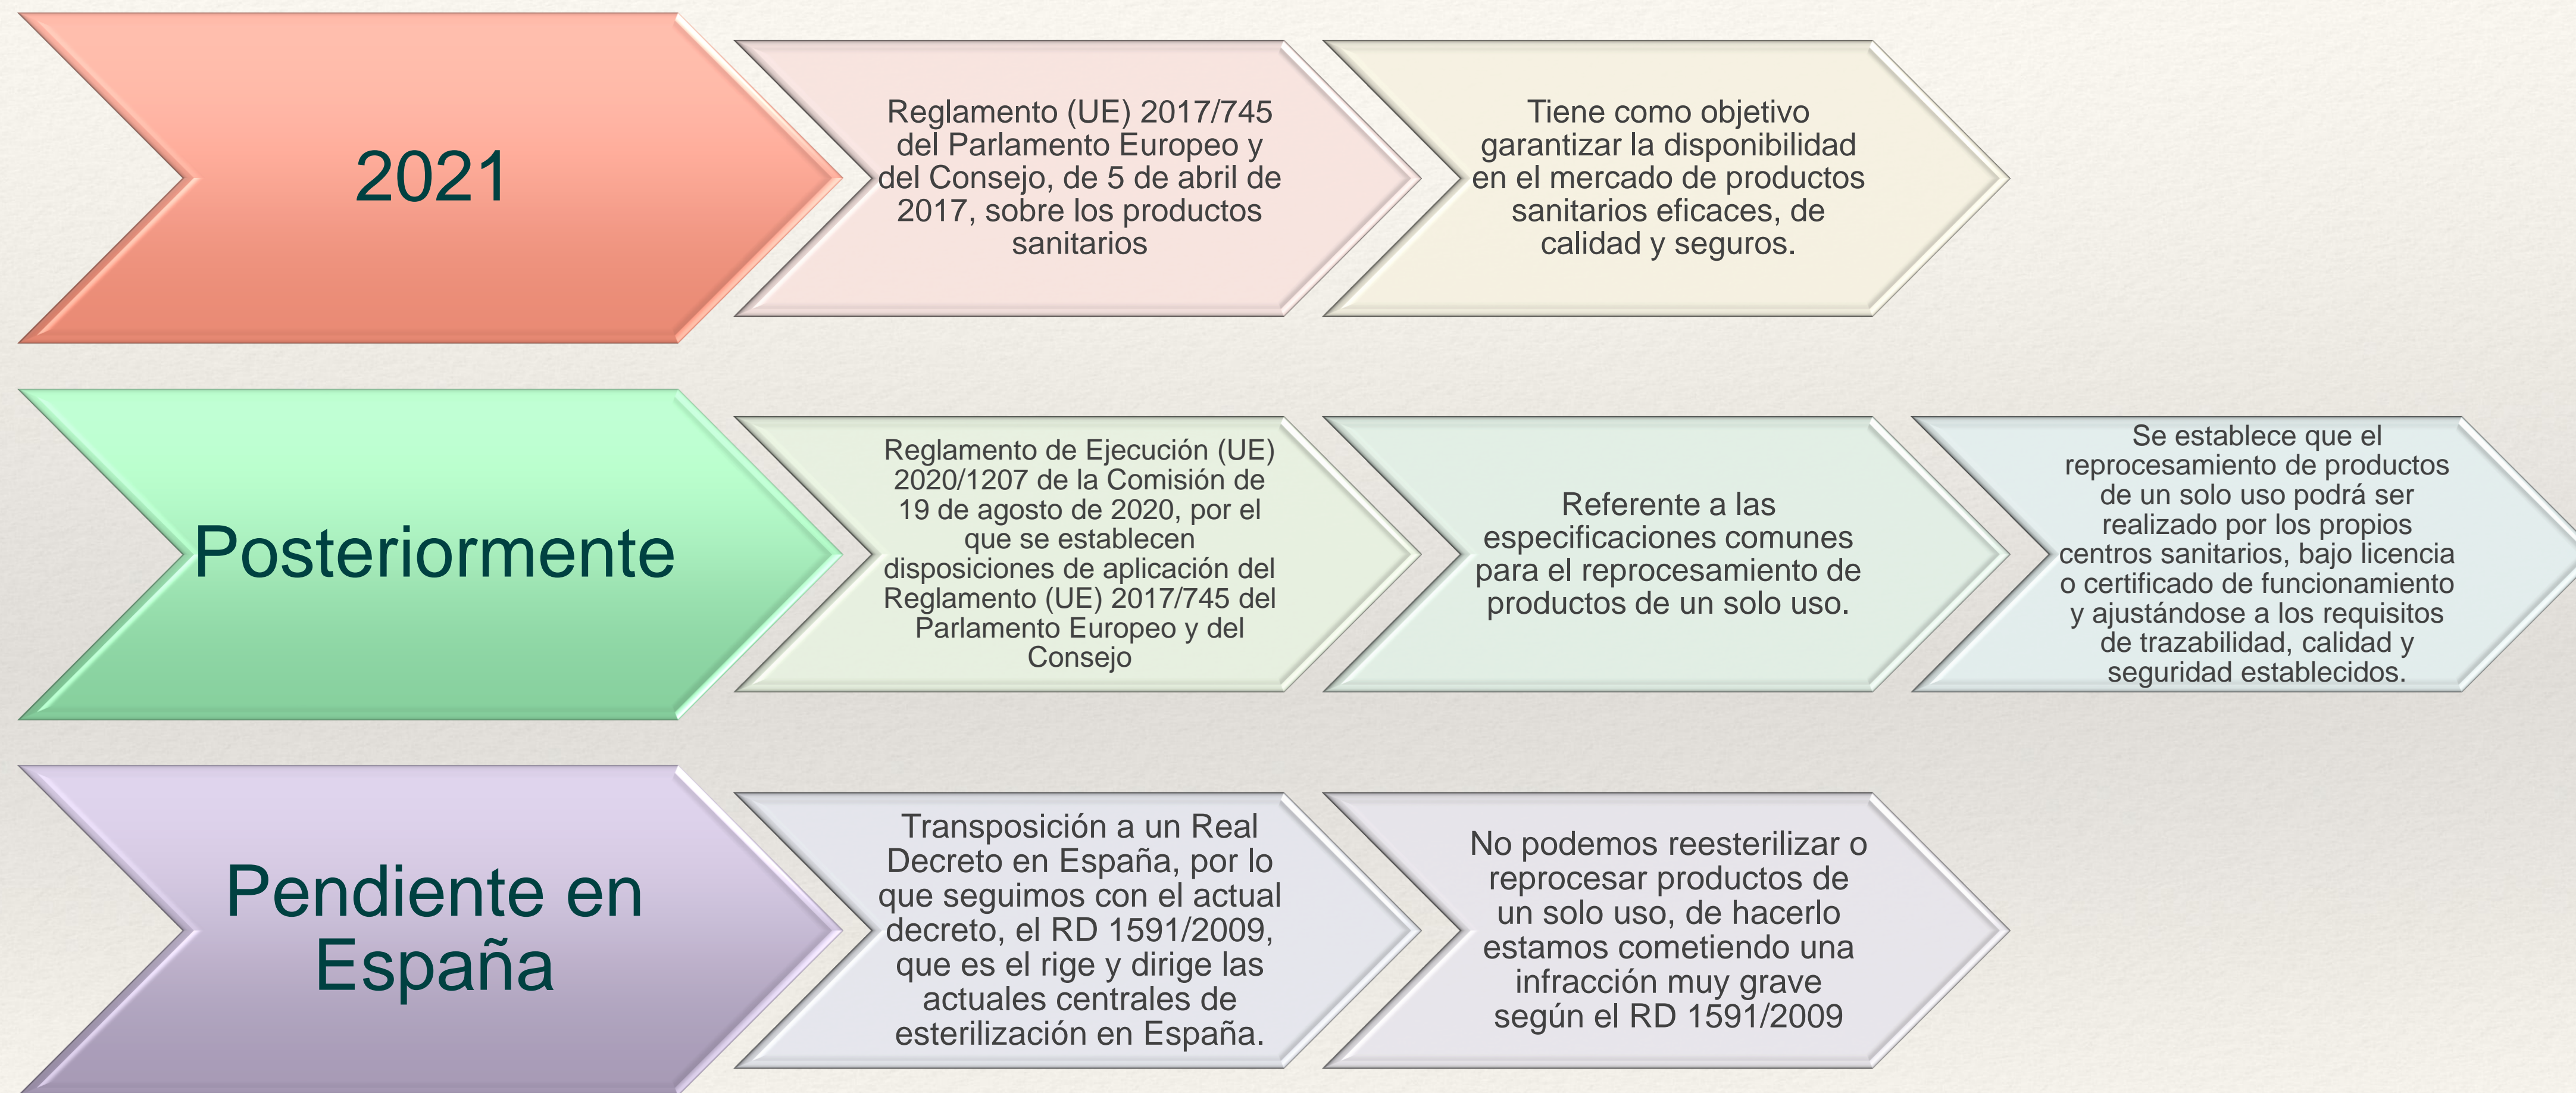 2021
Reglamento (UE) 2017/745
del Parlamento Europeo y
del Consejo, de 5 de abril de
2017, sobre los productos
sanitarios
Tiene como objetivo
garantizar la disponibilidad
en el mercado de productos
sanitarios eficaces, de
calidad y seguros.
Posteriormente
Reglamento de Ejecución (UE)
2020/1207 de la Comisión de
19 de agosto de 2020, por el
que se establecen
disposiciones de aplicación del
Reglamento (UE) 2017/745 del
Parlamento Europeo y del
Consejo
Referente a las
especificaciones comunes
para el reprocesamiento de
productos de un solo uso.
Se establece que el
reprocesamiento de productos
de un solo uso podrá ser
realizado por los propios
centros sanitarios, bajo licencia
o certificado de funcionamiento
y ajustándose a los requisitos
de trazabilidad, calidad y
seguridad establecidos.
Pendiente en
España
Transposición a un Real
Decreto en España, por lo
que seguimos con el actual
decreto, el RD 1591/2009,
que es el rige y dirige las
actuales centrales de
esterilización en España.
No podemos reesterilizar o
reprocesar productos de
un solo uso, de hacerlo
estamos cometiendo una
infracción muy grave
según el RD 1591/2009